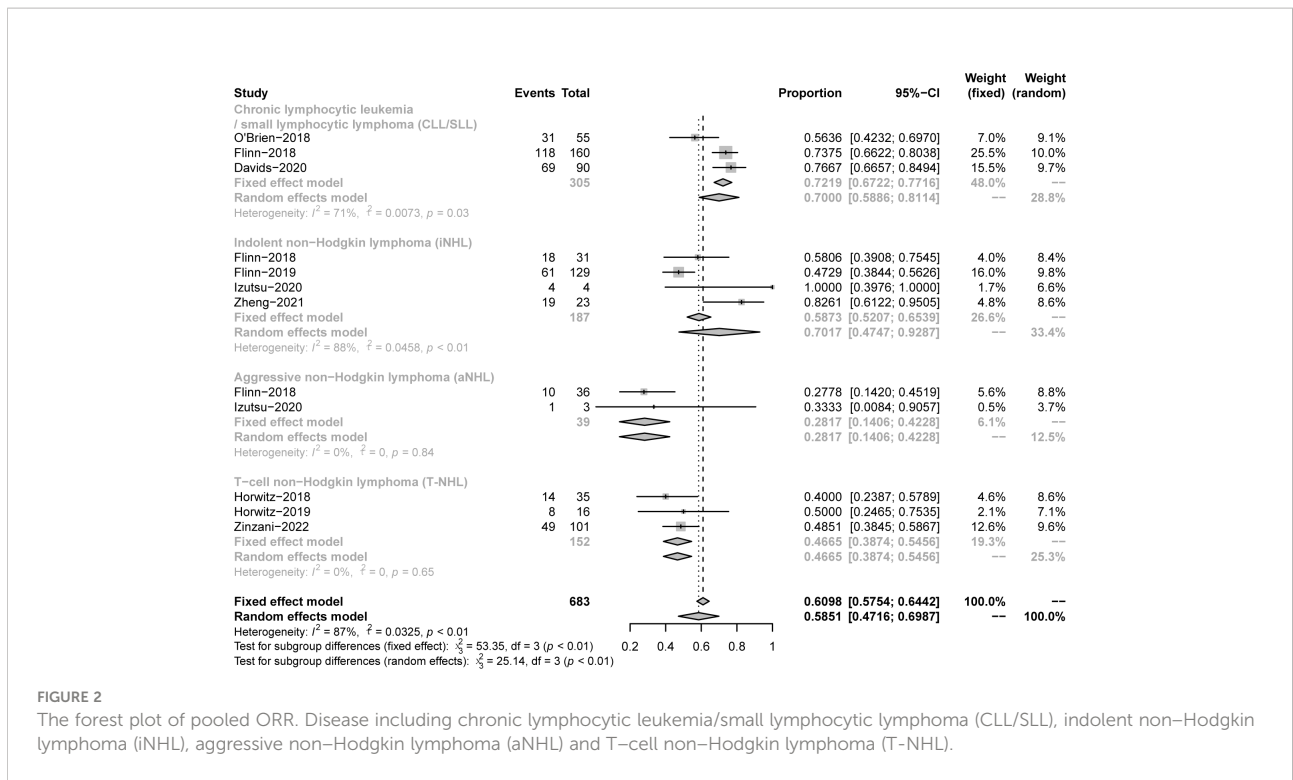 Study Events Total Proportion 95%−CI Weight (fixed) Weight (random)
Chronic lymphocytic leukemia
/ small lymphocytic lymphoma (CLL/SLL)
O'Brien−2018 31 55 0.5636 [0.4232; 0.6970] 7.0% 9.1%
Flinn−2018 118 160 0.7375 [0.6622; 0.8038] 25.5% 10.0%
Davids−2020 69 90 0.7667 [0.6657; 0.8494] 15.5% 9.7%
Fixed effect model 305 0.7219 [0.6722; 0.7716] 48.0% −−
Random effects model 0.7000 [0.5886; 0.8114] −− 28.8%
Heterogeneity: I² = 71%, τ² = 0.0073, p = 0.03
Indolent non−Hodgkin lymphoma (iNHL)
Flinn−2018 18 31 0.5806 [0.3908; 0.7545] 4.0% 8.4%
Flinn−2019 61 129 0.4729 [0.3844; 0.5626] 16.0% 9.8%
Izutsu−2020 4 4 1.0000 [0.3976; 1.0000] 1.7% 6.6%
Zheng−2021 19 23 0.8261 [0.6122; 0.9505] 4.8% 8.6%
Fixed effect model 187 0.5873 [0.5207; 0.6539] 26.6% −−
Random effects model 0.7017 [0.4747; 0.9287] −− 33.4%
Heterogeneity: I² = 88%, τ² = 0.0458, p < 0.01
Aggressive non−Hodgkin lymphoma (aNHL)
Flinn−2018 10 36 0.2778 [0.1420; 0.4519] 5.6% 8.8%
Izutsu−2020 1 3 0.3333 [0.0084; 0.9057] 0.5% 3.7%
Fixed effect model 39 0.2817 [0.1406; 0.4228] 6.1% −−
Random effects model 0.2817 [0.1406; 0.4228] −− 12.5%
Heterogeneity: I² = 0%, τ² = 0, p = 0.84
T−cell non−Hodgkin lymphoma (T-NHL)
Horwitz−2018 14 35 0.4000 [0.2387; 0.5789] 4.6% 8.6%
Horwitz−2019 8 16 0.5000 [0.2465; 0.7535] 2.1% 7.1%
Zinzani−2022 49 101 0.4851 [0.3845; 0.5867] 12.6% 9.6%
Fixed effect model 152 0.4665 [0.3874; 0.5456] 19.3% −−
Random effects model 0.4665 [0.3874; 0.5456] −− 25.3%
Heterogeneity: I² = 0%, τ² = 0, p = 0.65
Fixed effect model 683 0.6098 [0.5754; 0.6442] 100.0% −−
Random effects model 0.5851 [0.4716; 0.6987] −− 100.0%
Heterogeneity: I² = 87%, τ² = 0.0325, p < 0.01
Test for subgroup differences (fixed effect): χ²₃ = 53.35, df = 3 (p < 0.01)
0.2 0.4 0.6 0.8 1
Test for subgroup differences (random effects): χ²₃ = 25.14, df = 3 (p < 0.01)
FIGURE 2
The forest plot of pooled ORR. Disease including chronic lymphocytic leukemia/small lymphocytic lymphoma (CLL/SLL), indolent non–Hodgkin
lymphoma (iNHL), aggressive non–Hodgkin lymphoma (aNHL) and T–cell non–Hodgkin lymphoma (T-NHL).